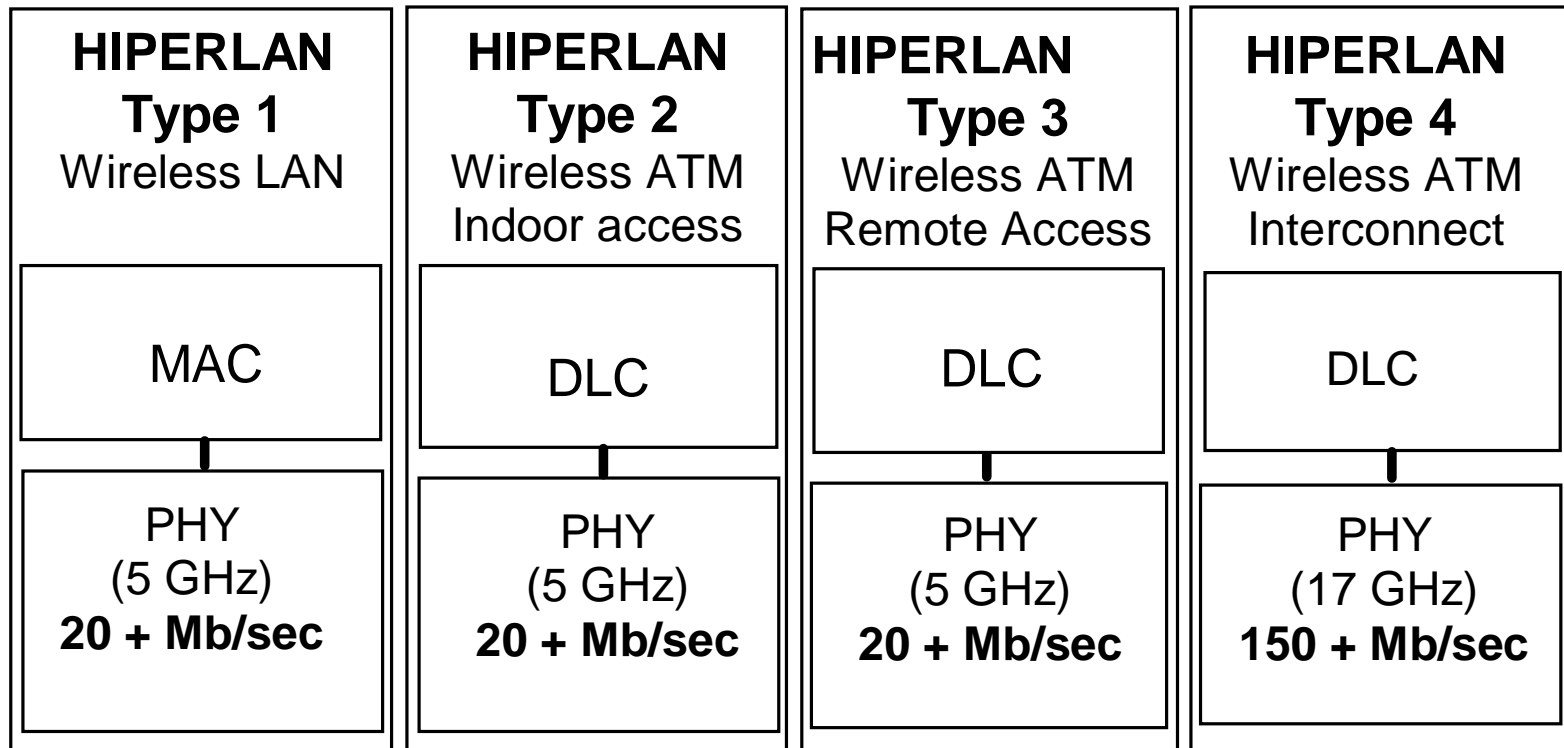 HIPERLAN
Type 1
Wireless LAN
MAC
PHY
(5 GHz)
20 + Mb/sec
HIPERLAN
Type 2
Wireless ATM
Indoor access
DLC
PHY
(5 GHz)
20 + Mb/sec
HIPERLAN
Type 3
Wireless ATM
Remote Access
DLC
PHY
(5 GHz)
20 + Mb/sec
HIPERLAN
Type 4
Wireless ATM
Interconnect
DLC
PHY
(17 GHz)
150 + Mb/sec